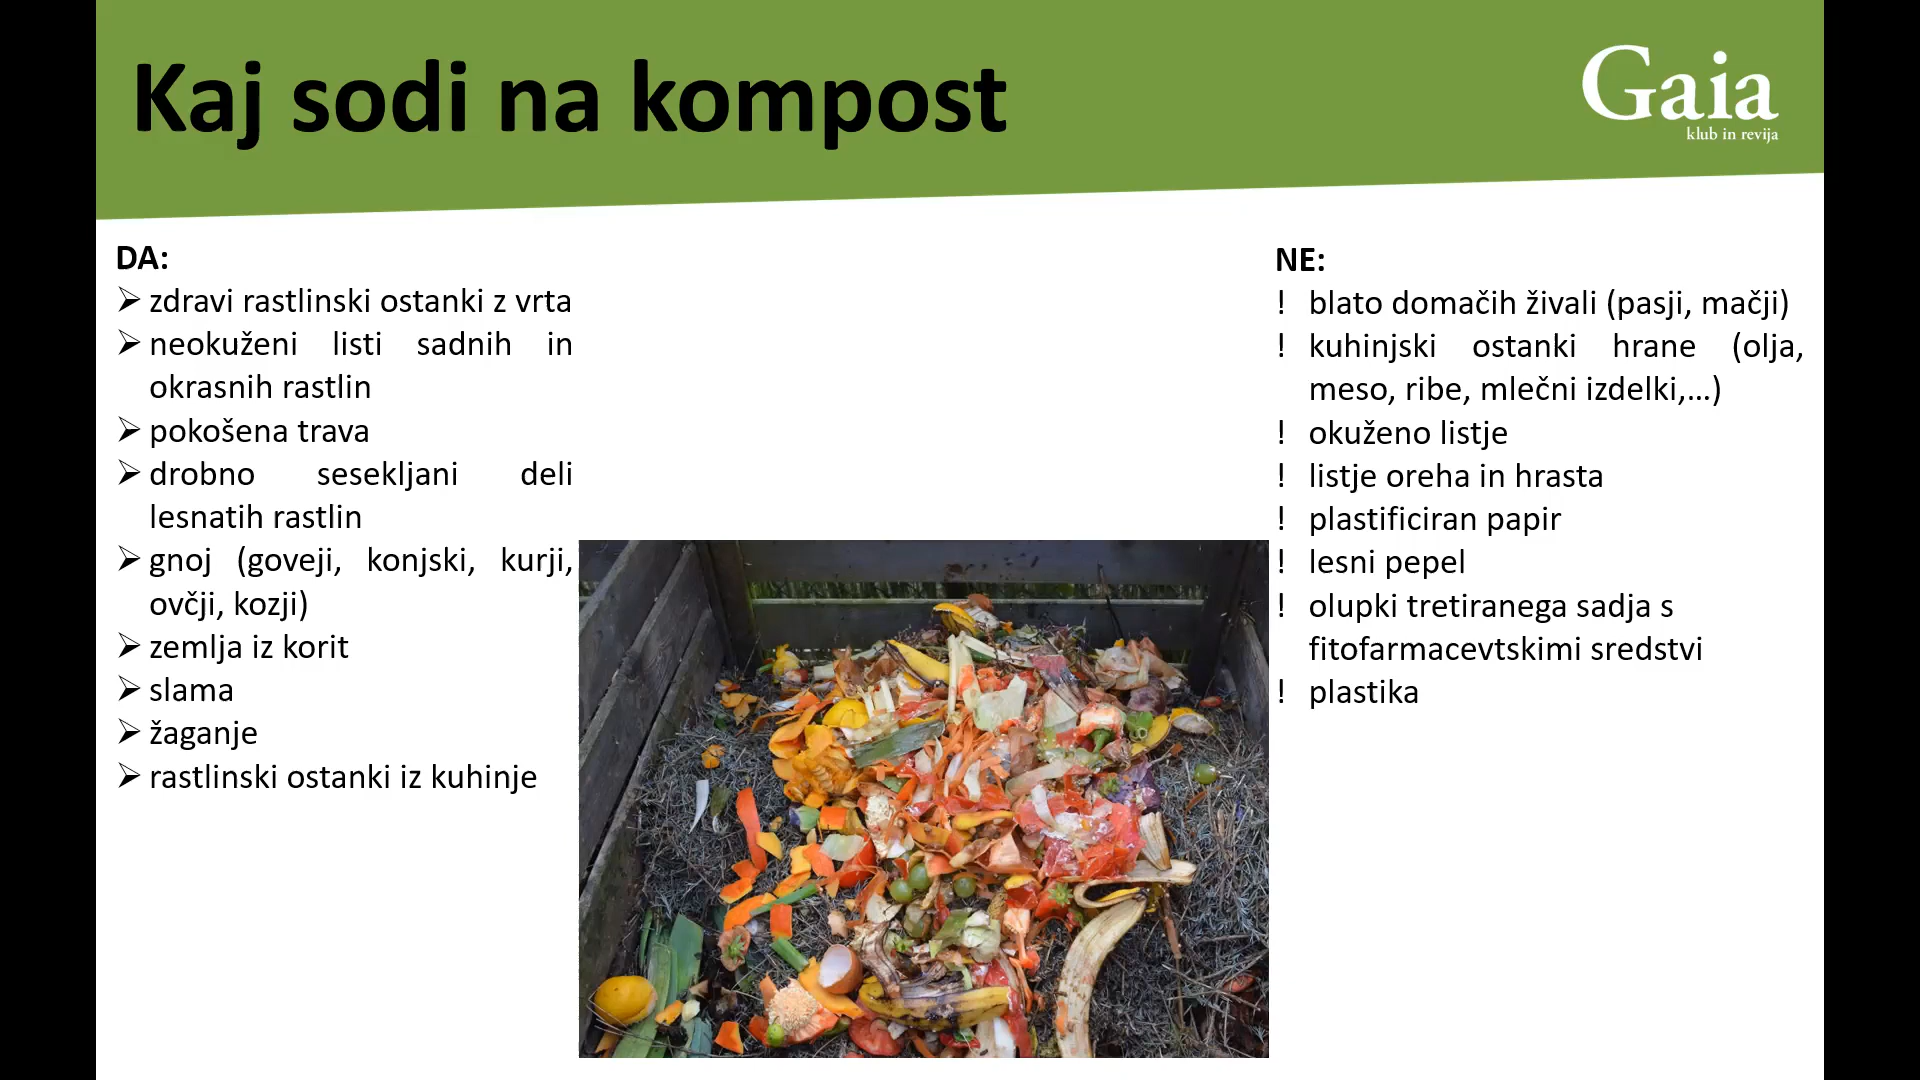 Kaj sodi na kompost
Gaia
klub in revija
DA:
➢ zdravi rastlinski ostanki z vrta
➢ neokuženi listi sadnih in
okrasnih rastlin
➢ pokošena trava
➢ drobno sesekljani deli
lesnatih rastlin
➢ gnoj (goveji, konjski, kurji,
ovčji, kozji)
➢ zemlja iz korit
➢ slama
➢ žaganje
➢ rastlinski ostanki iz kuhinje
NE:
! blato domačih živali (pasji, mačji)
! kuhinjski ostanki hrane (olja,
meso, ribe, mlečni izdelki,...)
! okuženo listje
! listje oreha in hrasta
! plastificiran papir
! lesni pepel
! olupki tretiranega sadja s
fitofarmacevtskimi sredstvi
! plastika